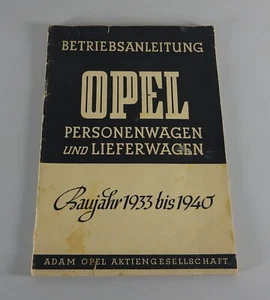 BETRIEBSANLEITUNG
OPEL
PERSONENWAGEN
UND LIEFERWAGEN
Baujahr 1933 bis 1940
ADAM OPEL AKTIENGESELLSCHAFT.